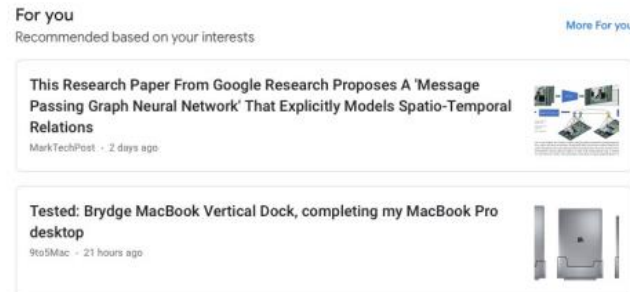 For you
More For you
Recommended based on your interests
This Research Paper From Google Research Proposes A 'Message
Passing Graph Neural Network' That Explicitly Models Spatio-Temporal
Relations
MarkTechPost - 2 days ago
Tested: Brydge MacBook Vertical Dock, completing my MacBook Pro
desktop
9to5Mac - 21 hours ago